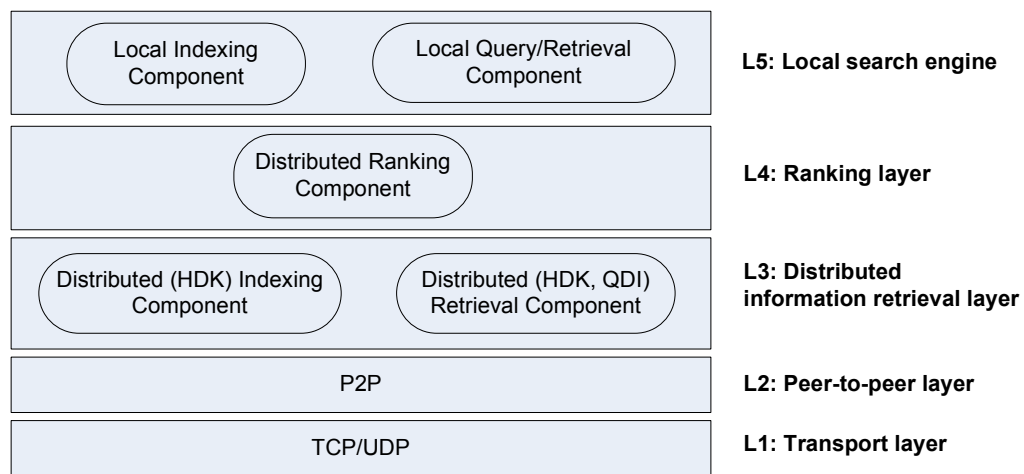 Local Indexing
Component
Local Query/Retrieval
Component
L5: Local search engine
Distributed Ranking
Component
L4: Ranking layer
Distributed (HDK) Indexing
Component
Distributed (HDK, QDI)
Retrieval Component
L3: Distributed
information retrieval layer
P2P
L2: Peer-to-peer layer
TCP/UDP
L1: Transport layer